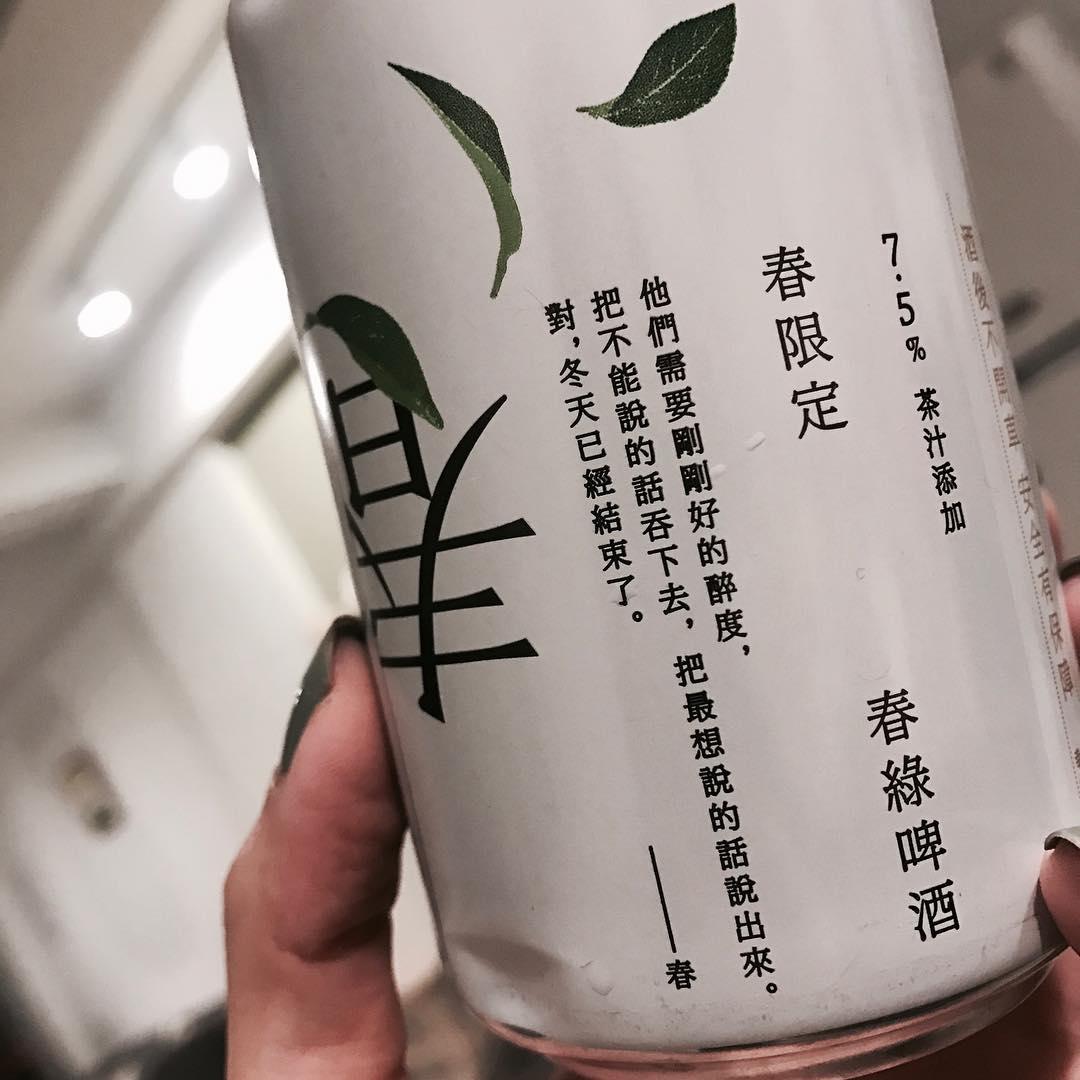 7.5% 茶汁添加
春限定
春綠啤酒
他們需要剛剛好的醉度，
把不能說的話吞下去，把最想說的話說出來。
對，冬天已經結束了。
——春
春